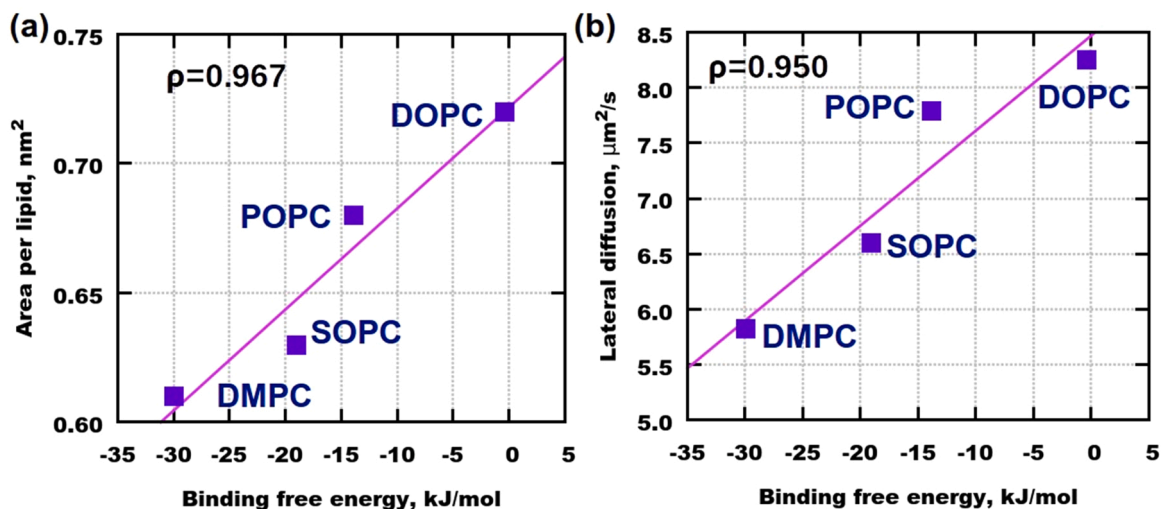 (a)
ρ=0.967
Area per lipid, nm²
0.75
0.70
0.65
0.60
DOPC
POPC
SOPC
DMPC
-35 -30 -25 -20 -15 -10 -5 0 5
Binding free energy, kJ/mol
(b)
ρ=0.950
Lateral diffusion, μm²/s
8.5
8.0
7.5
7.0
6.5
6.0
5.5
5.0
POPC
DOPC
SOPC
DMPC
-35 -30 -25 -20 -15 -10 -5 0 5
Binding free energy, kJ/mol